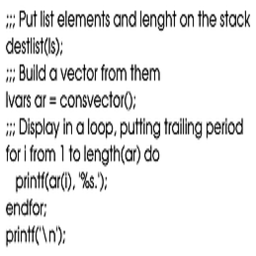 ;;; Put list elements and lenght on the stack
destlist(ls);
;;; Build a vector from them
lvars ar = consvector();
;;; Display in a loop, putting trailing period
for i from 1 to length(ar) do
   printf(ar(i), '%s.');
endfor;
printf('\n');